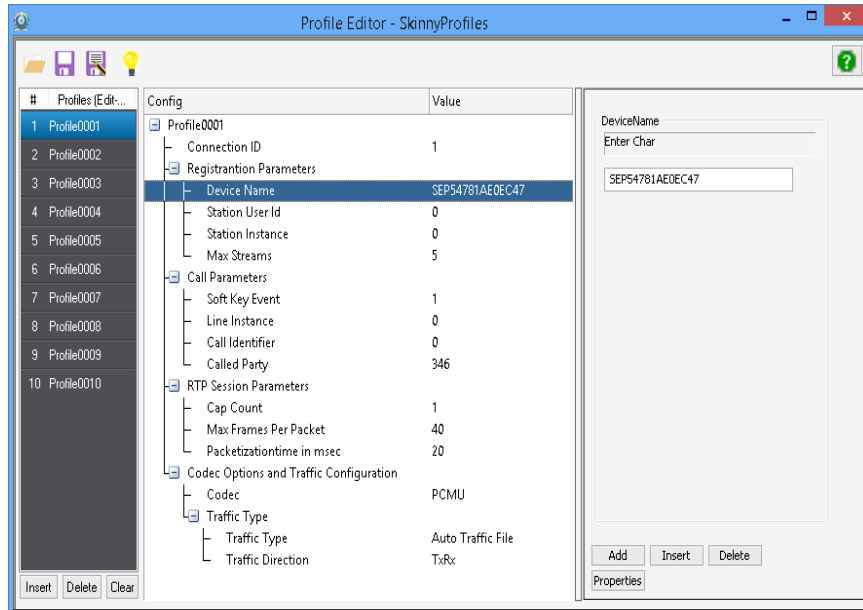 Profile Editor - SkinnyProfiles
# Profiles (Edit-...
1 Profile0001
2 Profile0002
3 Profile0003
4 Profile0004
5 Profile0005
6 Profile0006
7 Profile0007
8 Profile0008
9 Profile0009
10 Profile0010
Insert Delete Clear
Config Value
Profile0001
Connection ID 1
Registrantion Parameters
Device Name SEP54781AE0EC47
Station User Id 0
Station Instance 0
Max Streams 5
Call Parameters
Soft Key Event 1
Line Instance 0
Call Identifier 0
Called Party 346
RTP Session Parameters
Cap Count 1
Max Frames Per Packet 40
Packetizationtime in msec 20
Codec Options and Traffic Configuration
Codec PCMU
Traffic Type
Traffic Type Auto Traffic File
Traffic Direction TxRx
DeviceName
Enter Char
SEP54781AE0EC47
Add Insert Delete
Properties